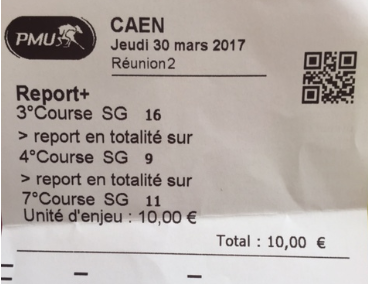 PMU
CAEN
Jeudi 30 mars 2017
Réunion2
Report+
3°Course SG 16
> report en totalité sur
4°Course SG 9
> report en totalité sur
7°Course SG 11
Unité d'enjeu : 10,00 €
Total : 10,00 €